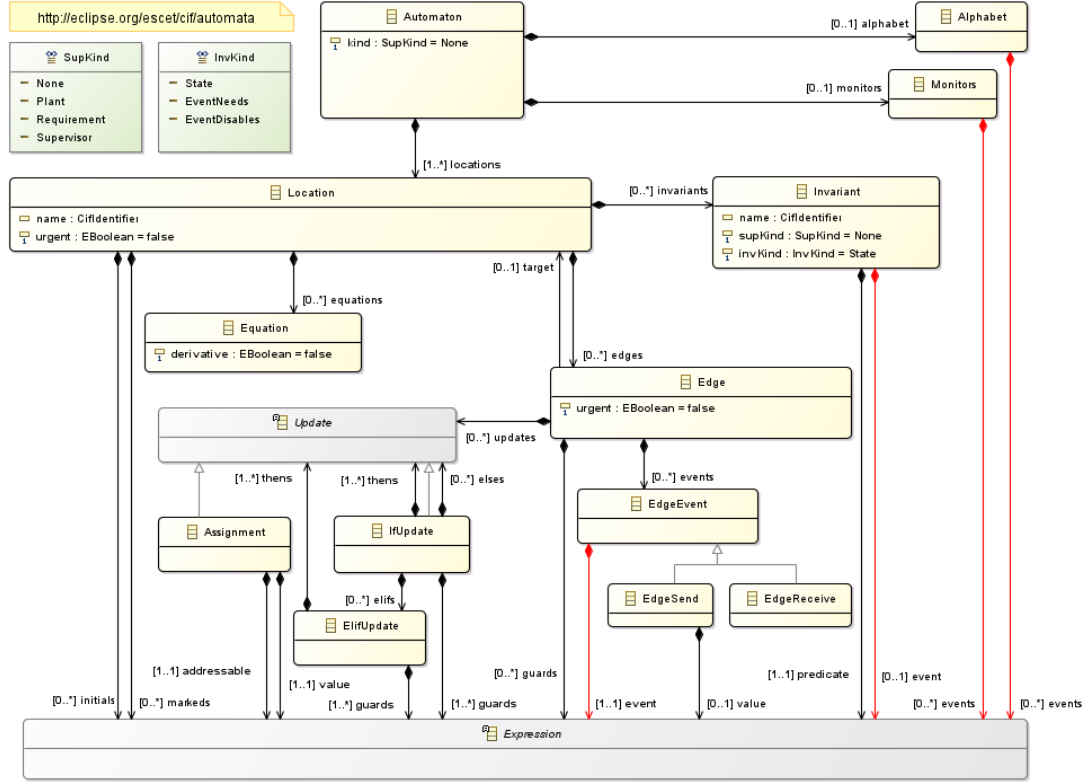 http://eclipse.org/escet/cif/automata
SupKind
None
Plant
Requirement
Supervisor
InvKind
State
EventNeeds
EventDisables
Automaton
kind : SupKind = None
[0..1] alphabet
Alphabet
[0..1] monitors
Monitors
[1..*] locations
Location
name : CifIdentifier
urgent : EBoolean = false
[0..*] invariants
Invariant
name : CifIdentifier
supKind : SupKind = None
invKind : InvKind = State
[0..1] target
[0..*] equations
Equation
derivative : EBoolean = false
[0..*] edges
Edge
urgent : EBoolean = false
Update
[0..*] updates
[1..*] thens
[1..*] thens
[0..*] elses
[0..*] events
EdgeEvent
Assignment
IfUpdate
[0..*] elifs
EdgeSend
EdgeReceive
ElifUpdate
[1..1] addressable
[1..1] value
[0..*] guards
[1..1] predicate
[0..1] event
[0..*] initials
[0..*] markeds
[1..*] guards
[1..*] guards
[1..1] event
[0..1] value
[0..*] events
[0..*] events
Expression